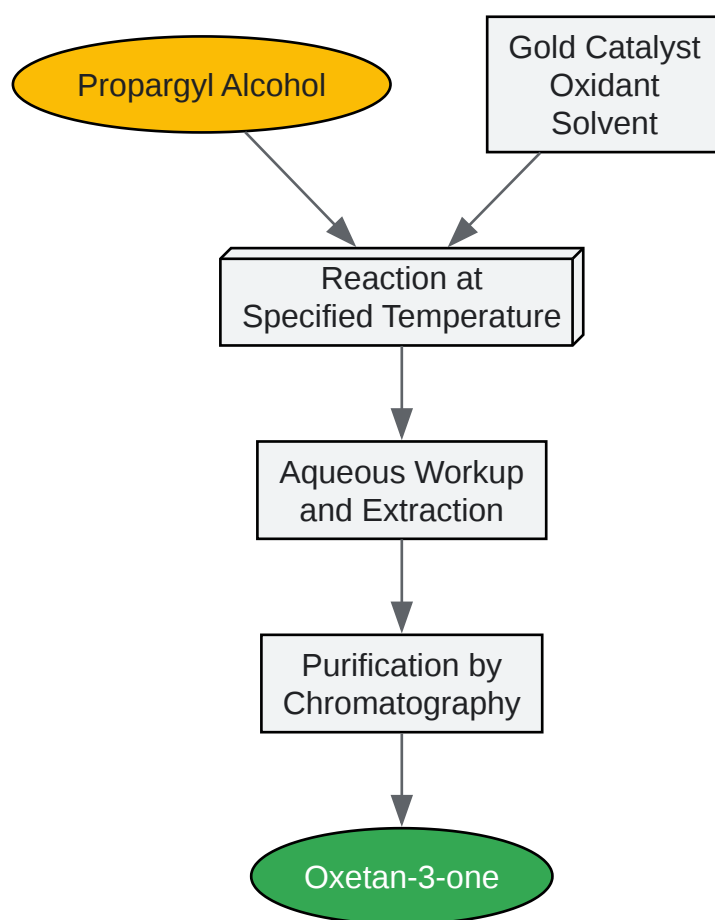 Propargyl Alcohol
Gold Catalyst
Oxidant
Solvent
Reaction at
Specified Temperature
Aqueous Workup
and Extraction
Purification by
Chromatography
Oxetan-3-one